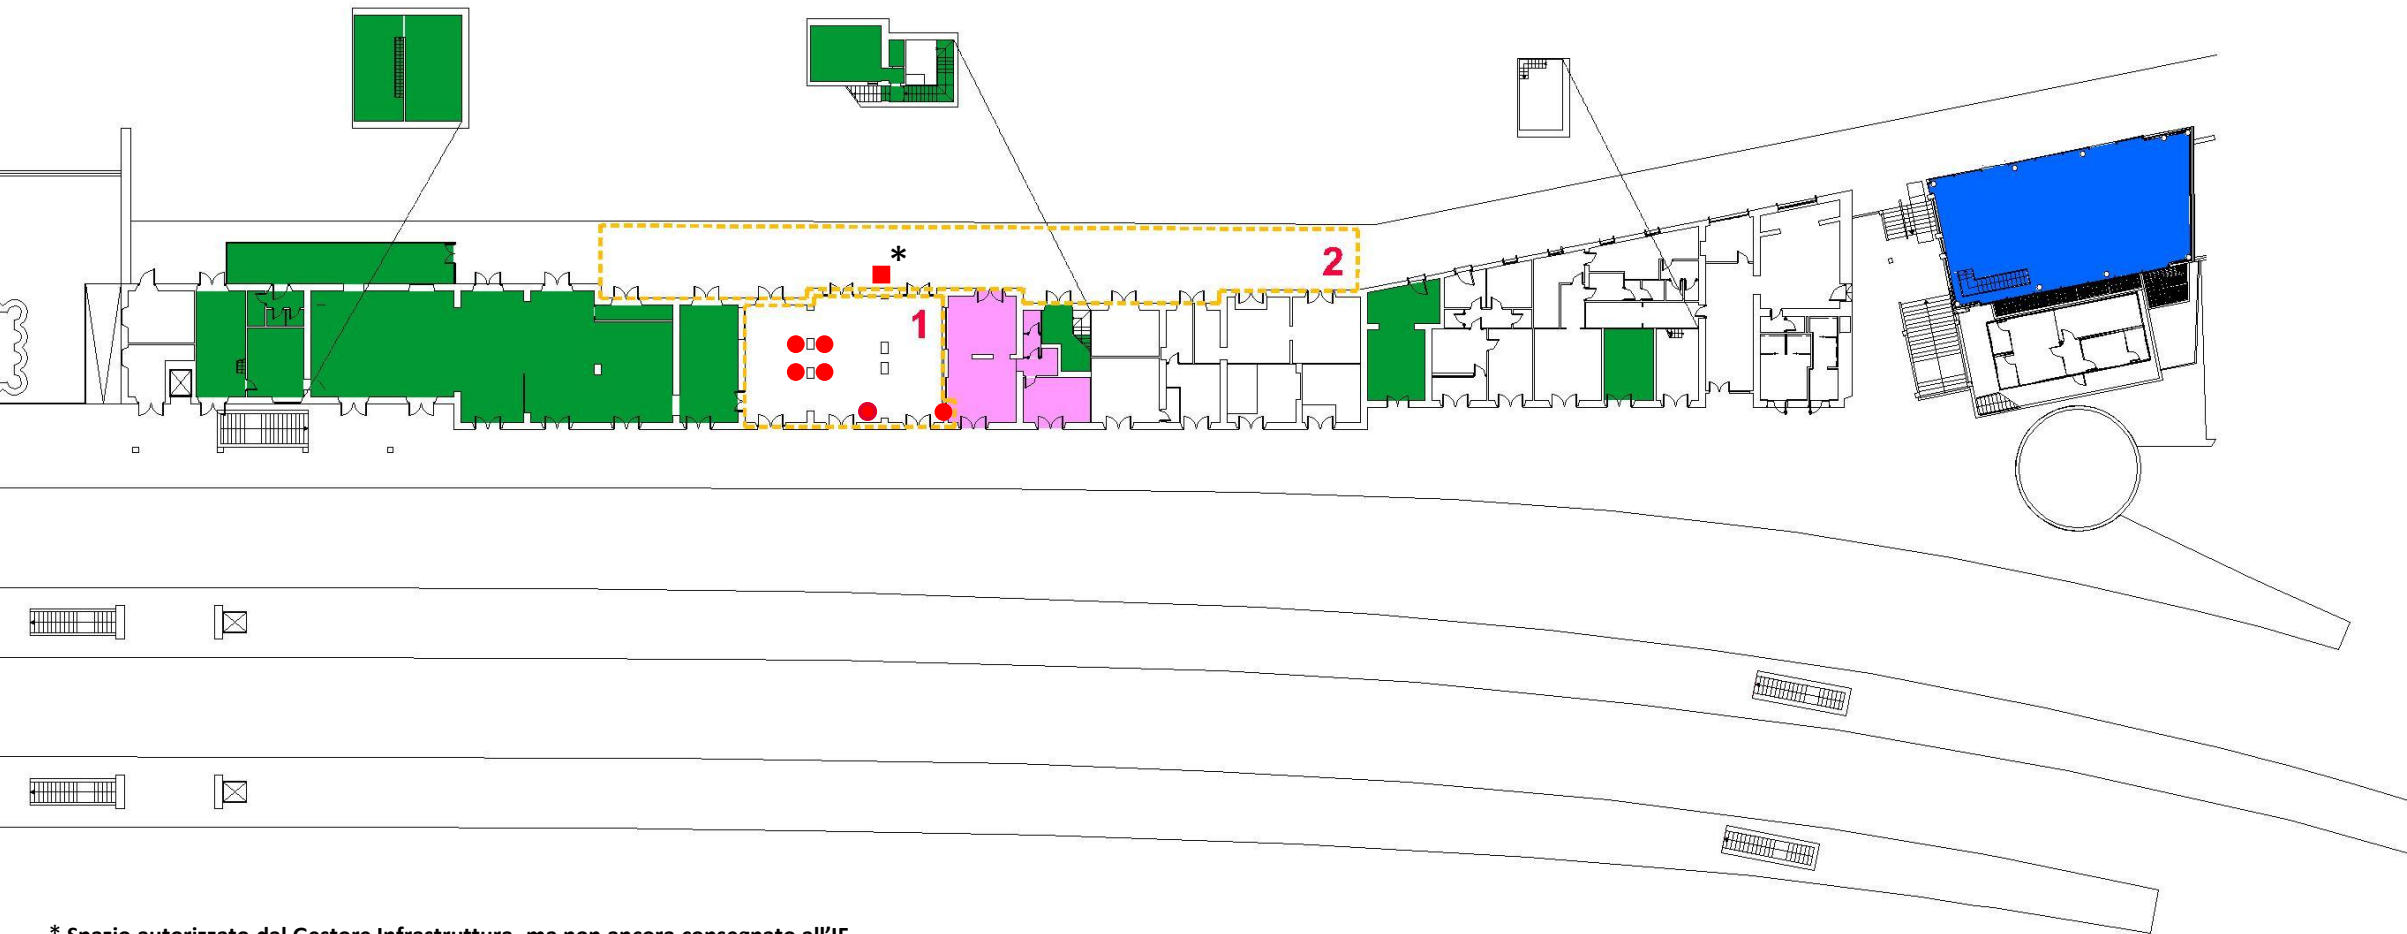 *
2
1
* Spazio autorizzato dal Gestore Infrastruttura, ma non ancora consegnato all'IF